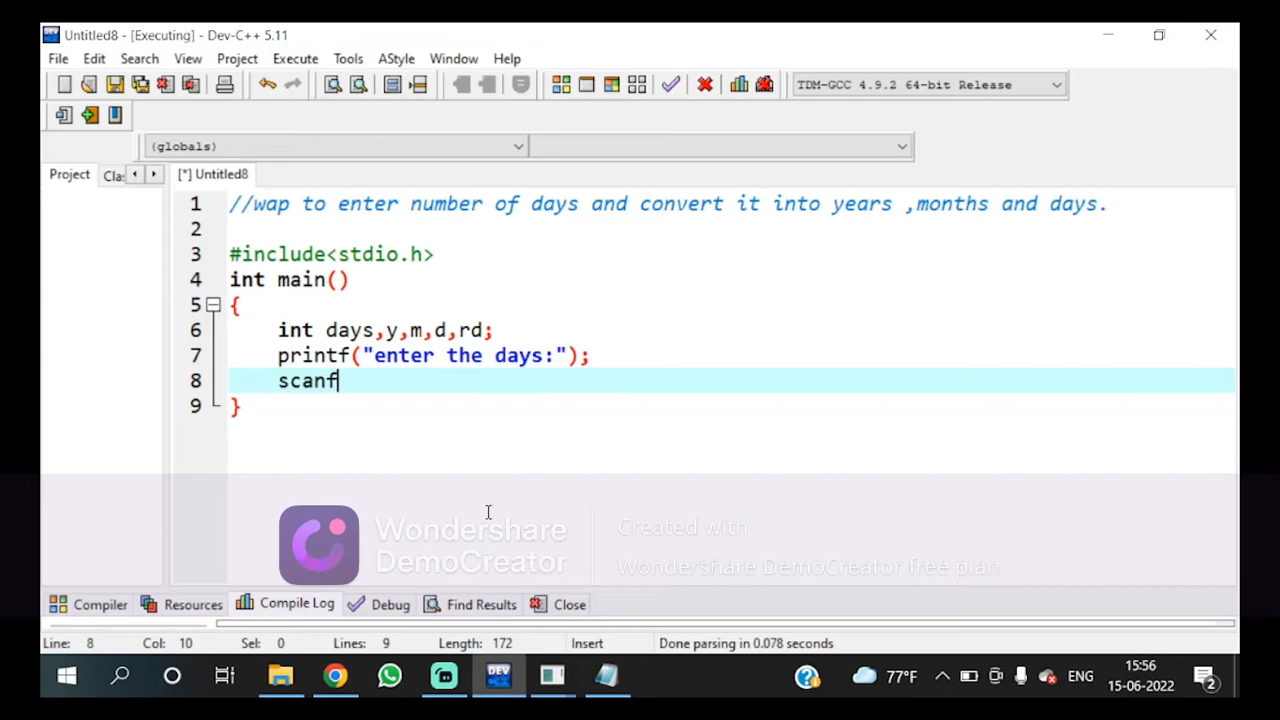 Untitled8 - [Executing] - Dev-C++ 5.11
File Edit Search View Project Execute Tools AStyle Window Help
TDM-GCC 4.9.2 64-bit Release
(globals)
Project Cla [*] Untitled8
1 //wap to enter number of days and convert it into years ,months and days.
2
3 #include<stdio.h>
4 int main()
5 {
6 int days,y,m,d,rd;
7 printf("enter the days:");
8 scanf
9 }
Wondershare DemoCreator
Created with
Wondershare DemoCreator free plan
Compiler Resources Compile Log Debug Find Results Close
Line: 8 Col: 10 Sel: 0 Lines: 9 Length: 172 Insert Done parsing in 0.078 seconds
DEV
77°F ENG 15:56
15-06-2022 2